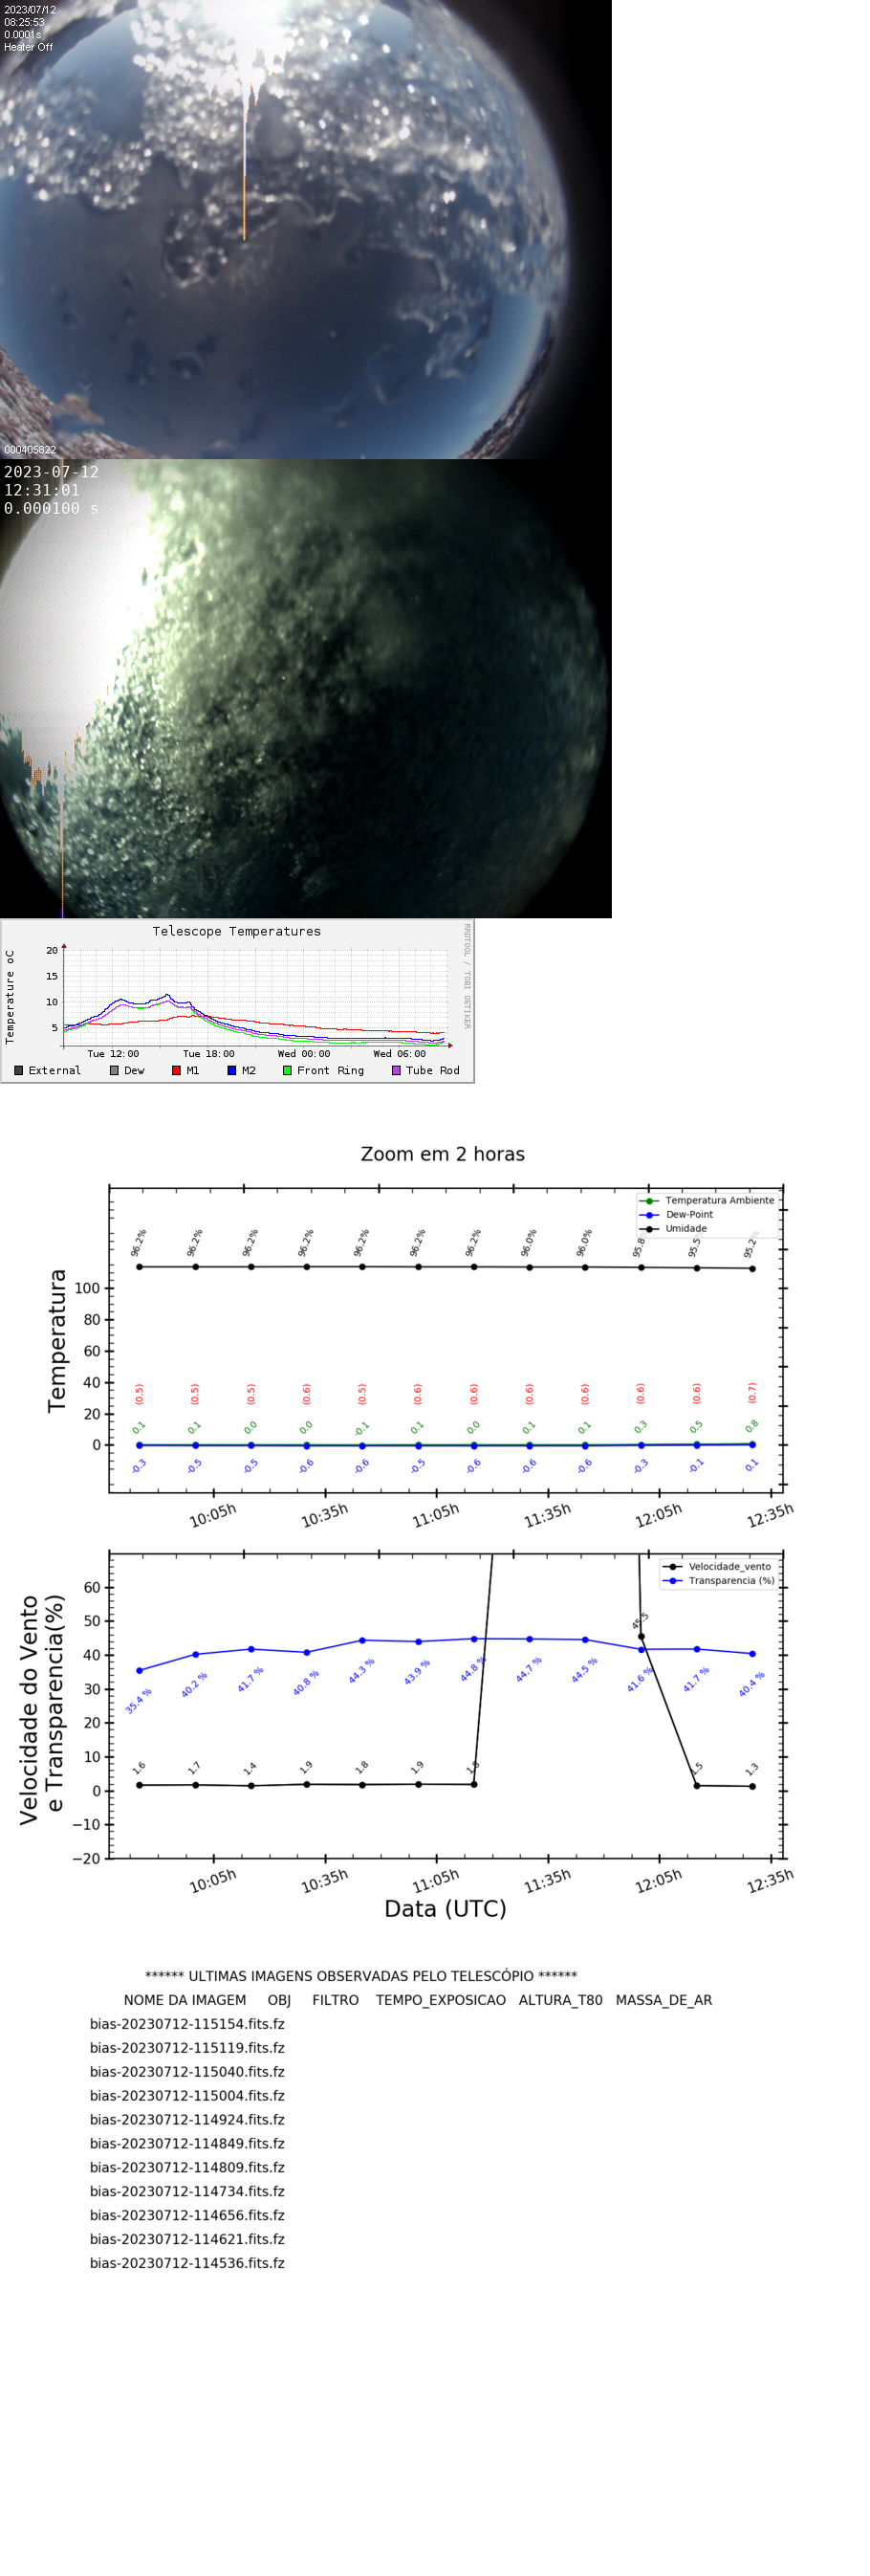 2023/07/12
08:25:53
0.0001s
Heater Off
000405822
2023-07-12
12:31:01
0.000100 s
Telescope Temperatures
RRDTOOL / TOBI OETIKER
Temperature oC
20
15
10
5
Tue 12:00 Tue 18:00 Wed 00:00 Wed 06:00
External Dew M1 M2 Front Ring Tube Rod
Zoom em 2 horas
Temperatura Ambiente
Dew-Point
Umidade
96.2% 96.2% 96.2% 96.2% 96.2% 96.2% 96.2% 96.0% 96.0% 95.8 95.5 95.2
Temperatura
100
80
60
40
20
0
(0.5) (0.5) (0.5) (0.6) (0.5) (0.6) (0.6) (0.6) (0.6) (0.6) (0.6) (0.7)
0.1 0.1 0.0 0.0 -0.1 0.1 0.0 0.1 0.1 0.3 0.5 0.8
-0.3 -0.5 -0.5 -0.6 -0.6 -0.5 -0.6 -0.6 -0.6 -0.3 -0.1 0.1
10:05h 10:35h 11:05h 11:35h 12:05h 12:35h
Velocidade_vento
Transparencia (%)
Velocidade do Vento
e Transparencia(%)
60
50
40
30
20
10
0
−10
−20
45.5
35.4 % 40.2 % 41.7 % 40.8 % 44.3 % 43.9 % 44.8 % 44.7 % 44.5 % 41.6 % 41.7 % 40.4 %
1.6 1.7 1.4 1.9 1.8 1.9 1.8 1.5 1.3
10:05h 10:35h 11:05h 11:35h 12:05h 12:35h
Data (UTC)
****** ULTIMAS IMAGENS OBSERVADAS PELO TELESCÓPIO ******
NOME DA IMAGEM OBJ FILTRO TEMPO_EXPOSICAO ALTURA_T80 MASSA_DE_AR
bias-20230712-115154.fits.fz
bias-20230712-115119.fits.fz
bias-20230712-115040.fits.fz
bias-20230712-115004.fits.fz
bias-20230712-114924.fits.fz
bias-20230712-114849.fits.fz
bias-20230712-114809.fits.fz
bias-20230712-114734.fits.fz
bias-20230712-114656.fits.fz
bias-20230712-114621.fits.fz
bias-20230712-114536.fits.fz